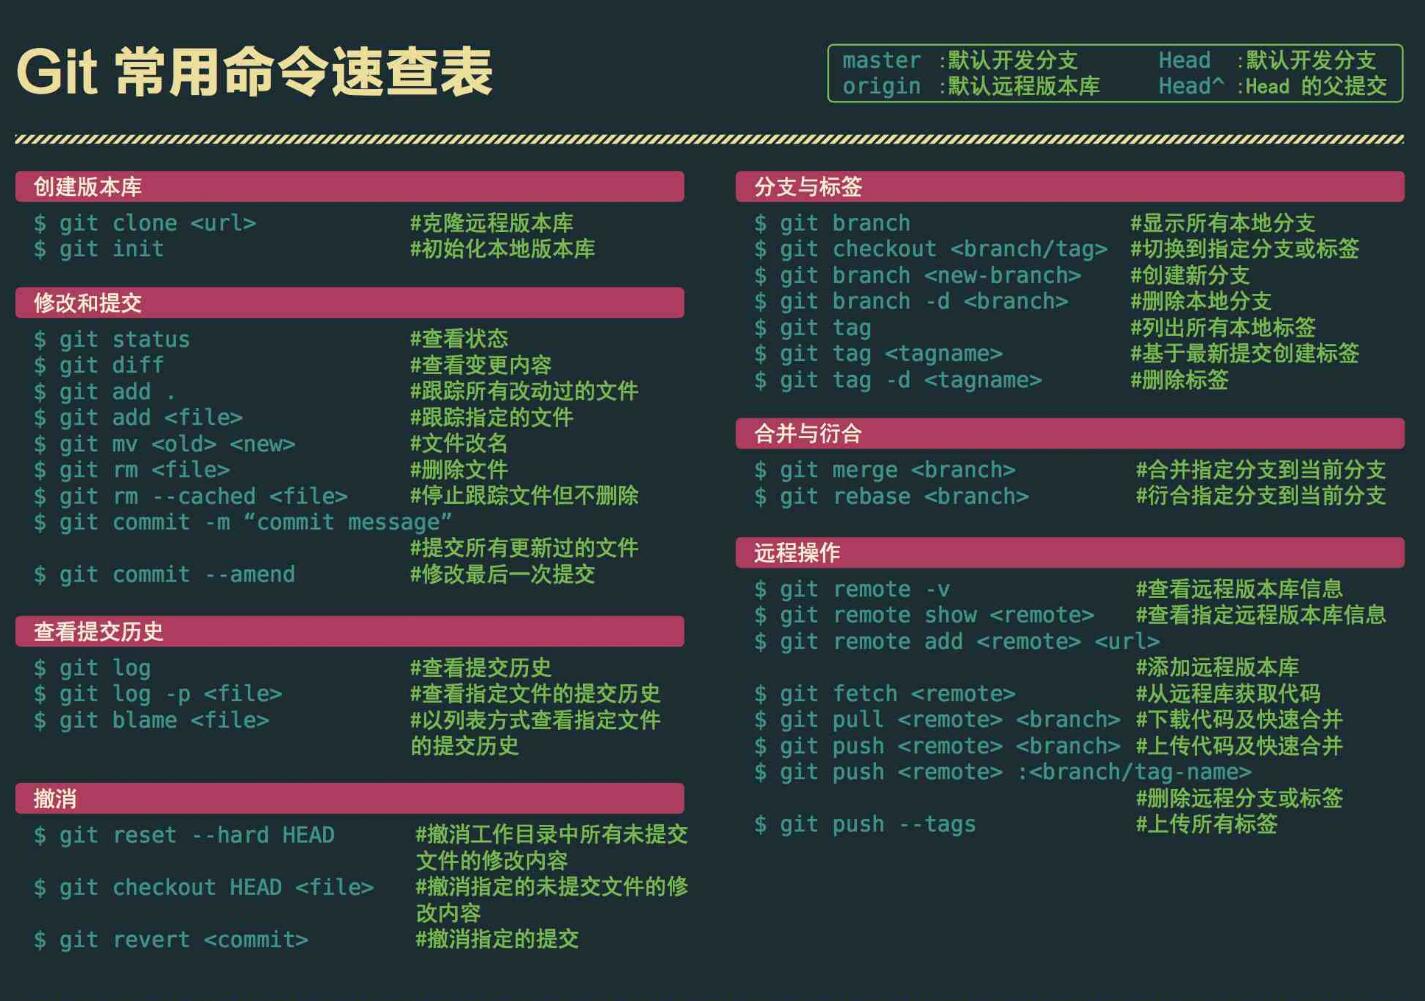 Git 常用命令速查表
master :默认开发分支 Head :默认开发分支
origin :默认远程版本库 Head^ :Head 的父提交
创建版本库
$ git clone <url> #克隆远程版本库
$ git init #初始化本地版本库
修改和提交
$ git status #查看状态
$ git diff #查看变更内容
$ git add . #跟踪所有改动过的文件
$ git add <file> #跟踪指定的文件
$ git mv <old> <new> #文件改名
$ git rm <file> #删除文件
$ git rm --cached <file> #停止跟踪文件但不删除
$ git commit -m “commit message”
#提交所有更新过的文件
$ git commit --amend #修改最后一次提交
查看提交历史
$ git log #查看提交历史
$ git log -p <file> #查看指定文件的提交历史
$ git blame <file> #以列表方式查看指定文件
的提交历史
撤消
$ git reset --hard HEAD #撤消工作目录中所有未提交
文件的修改内容
$ git checkout HEAD <file> #撤消指定的未提交文件的修
改内容
$ git revert <commit> #撤消指定的提交
分支与标签
$ git branch #显示所有本地分支
$ git checkout <branch/tag> #切换到指定分支或标签
$ git branch <new-branch> #创建新分支
$ git branch -d <branch> #删除本地分支
$ git tag #列出所有本地标签
$ git tag <tagname> #基于最新提交创建标签
$ git tag -d <tagname> #删除标签
合并与衍合
$ git merge <branch> #合并指定分支到当前分支
$ git rebase <branch> #衍合指定分支到当前分支
远程操作
$ git remote -v #查看远程版本库信息
$ git remote show <remote> #查看指定远程版本库信息
$ git remote add <remote> <url>
#添加远程版本库
$ git fetch <remote> #从远程库获取代码
$ git pull <remote> <branch> #下载代码及快速合并
$ git push <remote> <branch> #上传代码及快速合并
$ git push <remote> :<branch/tag-name>
#删除远程分支或标签
$ git push --tags #上传所有标签